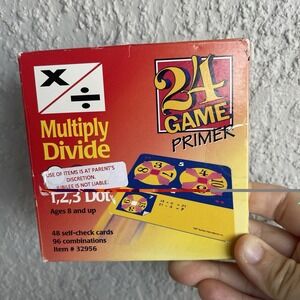 x
÷
Multiply
Divide
24
GAME
PRIMER
USE OF ITEMS IS AT PARENT'S
DISCRETION.
JUBILEE IS NOT LIABLE.
1,2,3 Dot
Ages 8 and up
48 self-check cards
96 combinations
Item # 32956